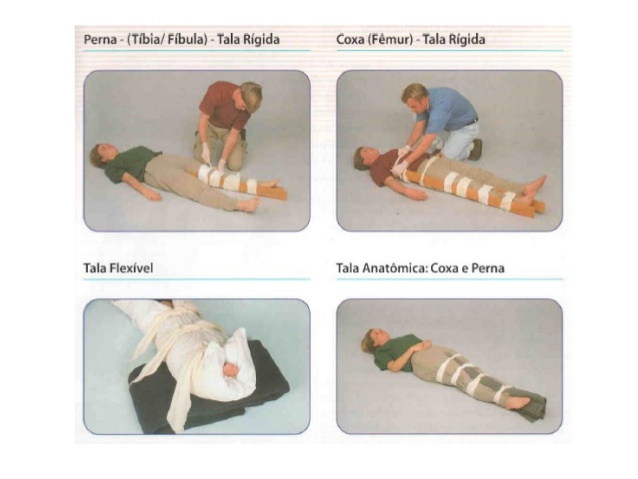 Perna - (Tíbia/ Fíbula) - Tala Rígida
Coxa (Fêmur) - Tala Rígida
Tala Flexível
Tala Anatômica: Coxa e Perna